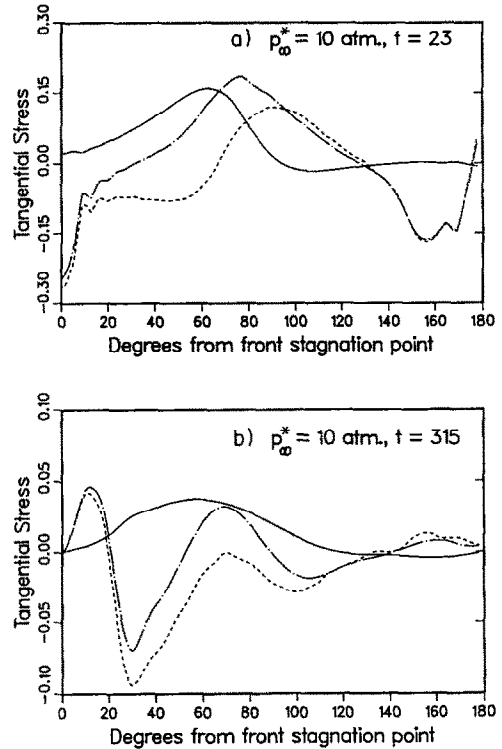 a) p*∞ = 10 atm., t = 23
Tangential Stress
0.30
0.15
0.00
−0.15
−0.30
0 20 40 60 80 100 120 140 160 180
Degrees from front stagnation point
b) p*∞ = 10 atm., t = 315
Tangential Stress
0.10
0.05
0.00
−0.05
−0.10
0 20 40 60 80 100 120 140 160 180
Degrees from front stagnation point